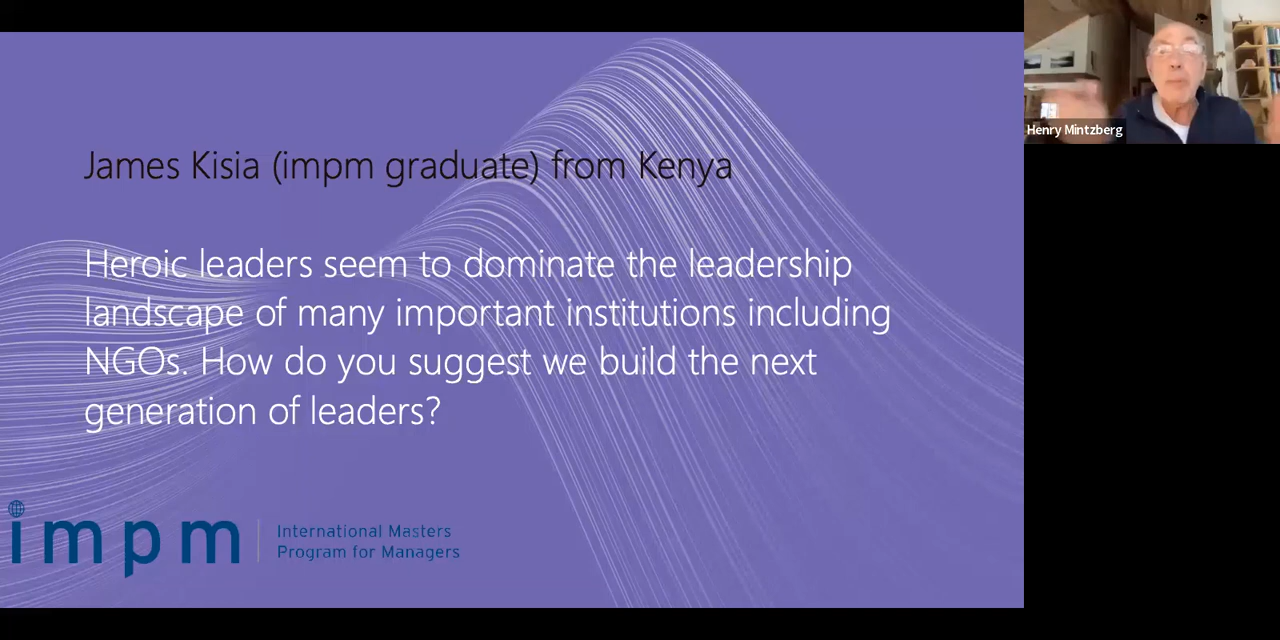 James Kisia (impm graduate) from Kenya
Heroic leaders seem to dominate the leadership
landscape of many important institutions including
NGOs. How do you suggest we build the next
generation of leaders?
impm
International Masters
Program for Managers
Henry Mintzberg